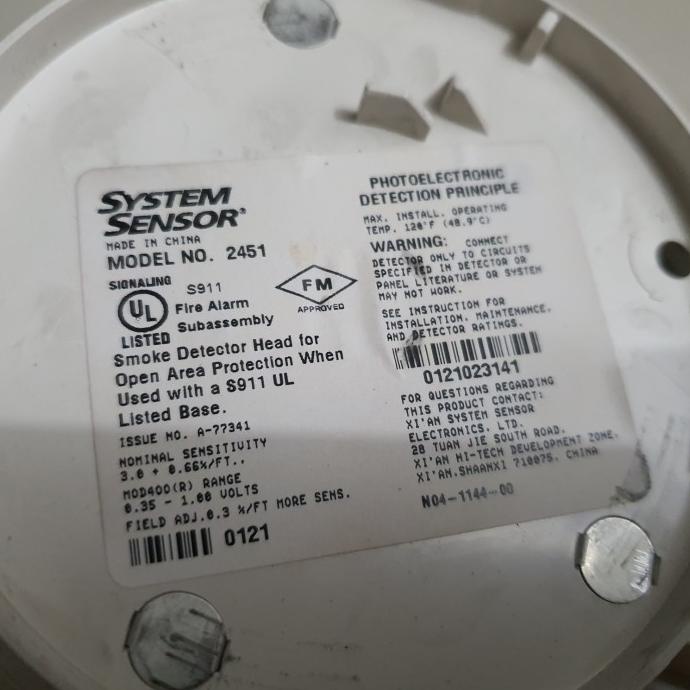 SYSTEM
SENSOR®
MADE IN CHINA
MODEL NO. 2451
SIGNALING
UL
LISTED
S911
Fire Alarm
Subassembly
FM
APPROVED
Smoke Detector Head for
Open Area Protection When
Used with a S911 UL
Listed Base.
ISSUE NO. A-77341
NOMINAL SENSITIVITY
3.0 + 0.66%/FT..
MOD400(R) RANGE
0.35 - 1.00 VOLTS
FIELD ADJ.0.3 %/FT MORE SENS.
0121
PHOTOELECTRONIC
DETECTION PRINCIPLE
MAX. INSTALL. OPERATING
TEMP. 120°F (48.9°C)
WARNING: CONNECT
DETECTOR ONLY TO CIRCUITS
SPECIFIED IN DETECTOR OR
PANEL LITERATURE OR SYSTEM
MAY NOT WORK.
SEE INSTRUCTION FOR
INSTALLATION, MAINTENANCE,
AND DETECTOR RATINGS.
0121023141
FOR QUESTIONS REGARDING
THIS PRODUCT CONTACT:
XI'AN SYSTEM SENSOR
ELECTRONICS, LTD.
28 TUAN JIE SOUTH ROAD,
XI'AN HI-TECH DEVELOPMENT ZONE,
XI'AN.SHAANXI 710075. CHINA
N04-1144-00